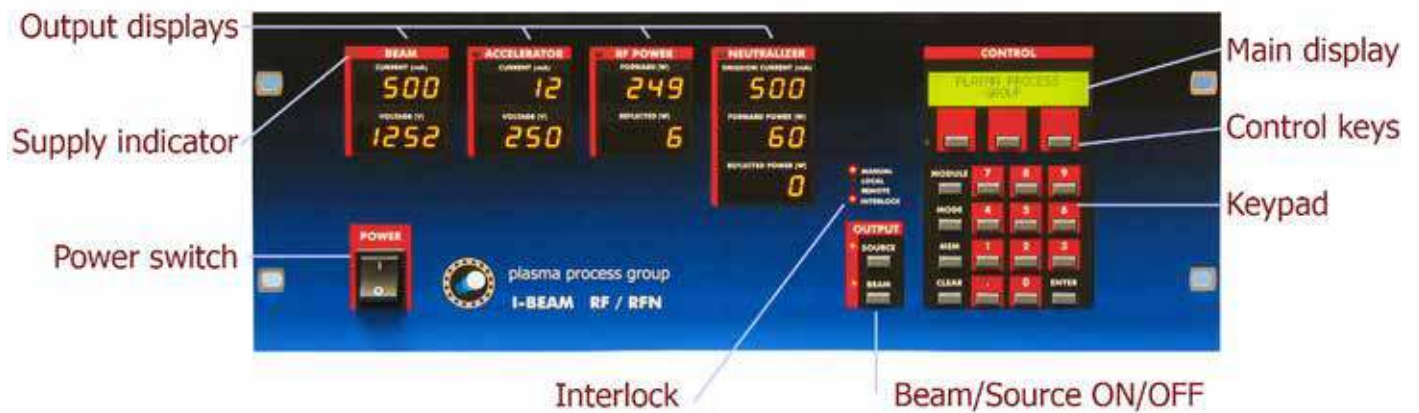 Output displays
Supply indicator
Power switch
BEAM
CURRENT (mA)
500
VOLTAGE (V)
1252
ACCELERATOR
CURRENT (mA)
12
VOLTAGE (V)
250
RF POWER
FORWARD (W)
249
REFLECTED (W)
6
NEUTRALIZER
EMISSION CURRENT (mA)
500
FORWARD POWER (W)
60
REFLECTED POWER (W)
0
POWER
I
O
plasma process group
I-BEAM RF / RFN
MANUAL
LOCAL
REMOTE
INTERLOCK
OUTPUT
SOURCE
BEAM
CONTROL
PLASMA PROCESS
GROUP
MODULE 7 8 9
MODE 4 5 6
MEM 1 2 3
CLEAR . 0 ENTER
Main display
Control keys
Keypad
Interlock
Beam/Source ON/OFF